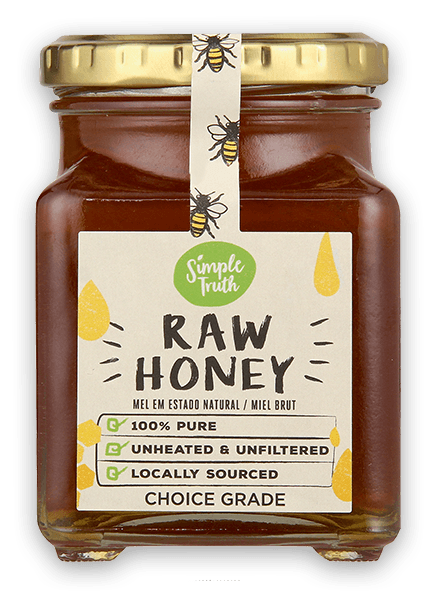 Simple
Truth
RAW
HONEY
MEL EM ESTADO NATURAL / MIEL BRUT
100% PURE
UNHEATED & UNFILTERED
LOCALLY SOURCED
CHOICE GRADE